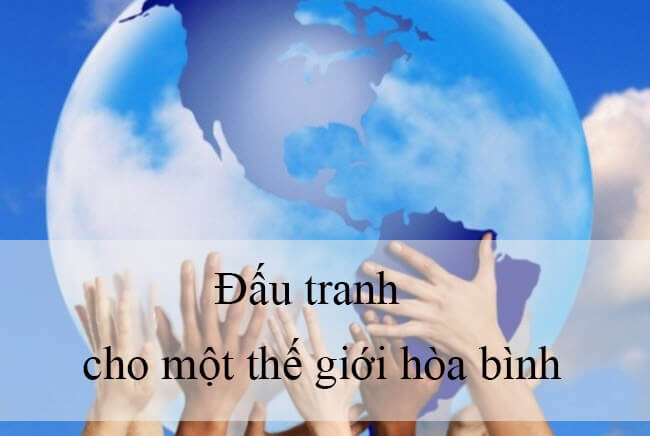 Đấu tranh
cho một thế giới hòa bình